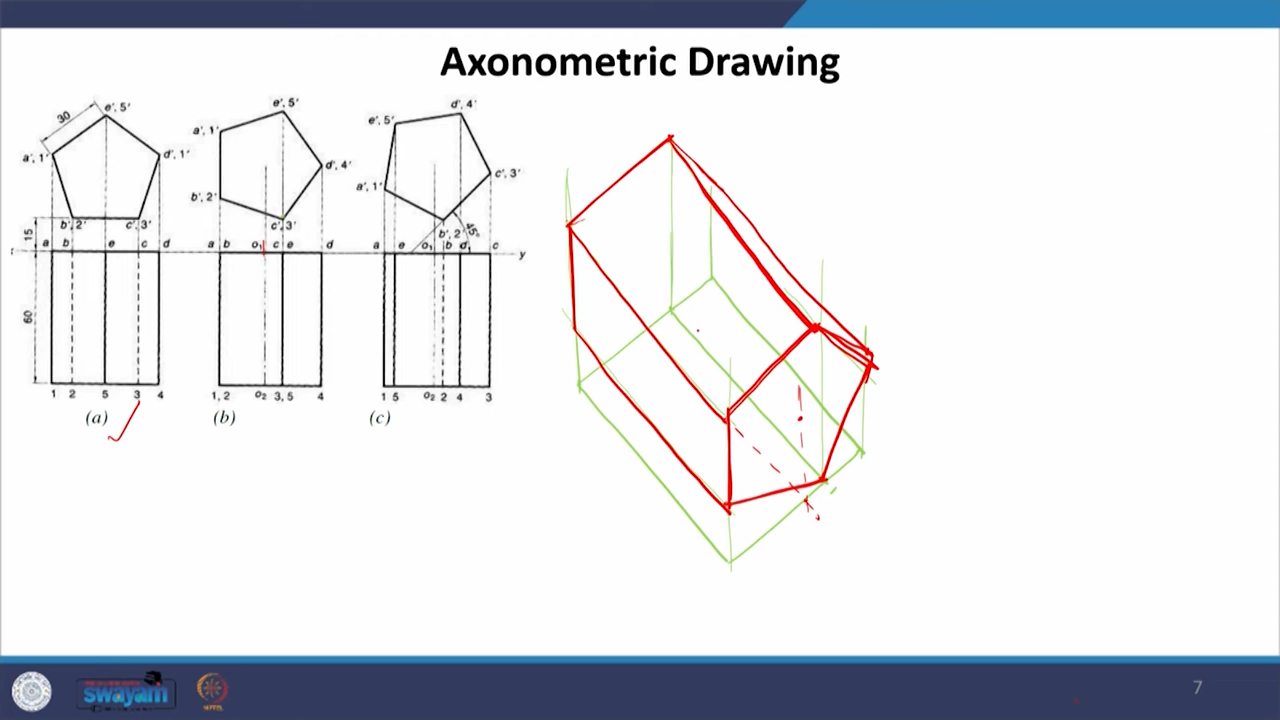 Axonometric Drawing
30
e', 5'
a', 1'
d', 1'
b', 2'
c', 3'
15
a b e c d
60
1 2 5 3 4
(a)
e', 5'
a', 1'
d', 4'
b', 2'
c', 3'
a b o₁ c e d
1, 2 o₂ 3, 5 4
(b)
d', 4'
e', 5'
c', 3'
a', 1'
b', 2'
45°
a e o₁ b d c
y
1 5 o₂ 2 4 3
(c)
swayam
7